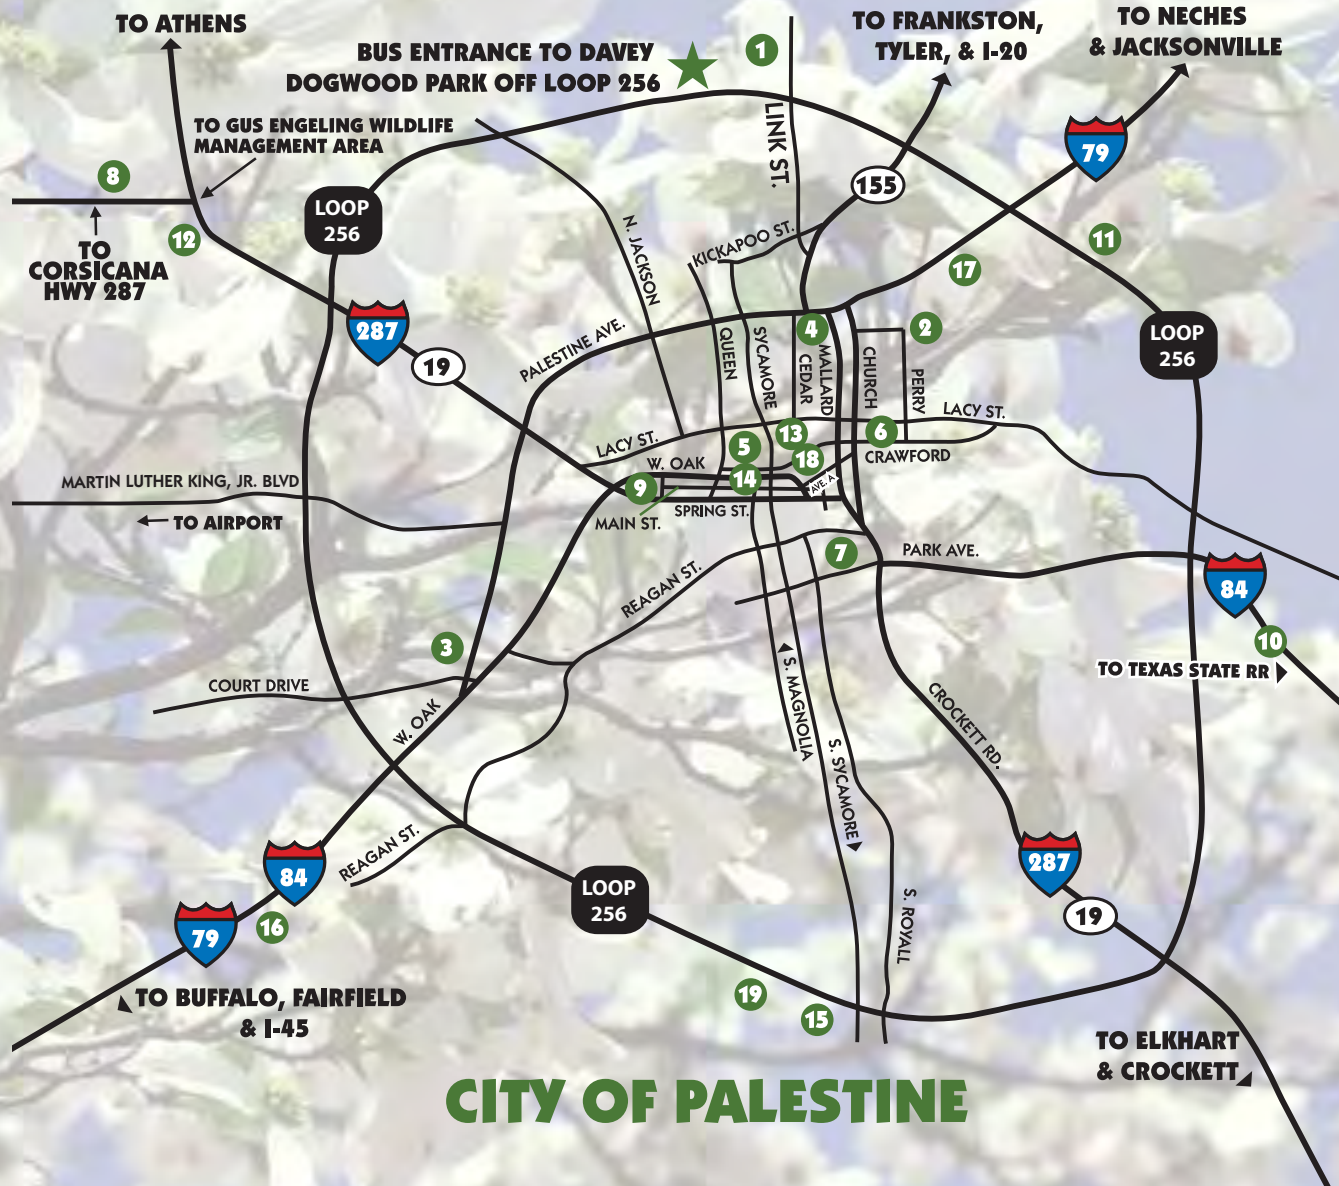 TO ATHENS
BUS ENTRANCE TO DAVEY
DOGWOOD PARK OFF LOOP 256
1
TO FRANKSTON,
TYLER, & I-20
TO NECHES
& JACKSONVILLE
TO GUS ENGELING WILDLIFE
MANAGEMENT AREA
LINK ST.
79
155
8
LOOP
256
12
TO
CORSICANA
HWY 287
N. JACKSON
KICKAPOO ST.
11
17
287
19
PALESTINE AVE.
QUEEN
SYCAMORE
4
CEDAR
MALLARD
CHURCH
2
PERRY
LOOP
256
LACY ST.
LACY ST.
13
6
5
18
CRAWFORD
W. OAK
14
9
AVE. A
MARTIN LUTHER KING, JR. BLVD
SPRING ST.
MAIN ST.
TO AIRPORT
7
PARK AVE.
REAGAN ST.
84
10
3
TO TEXAS STATE RR
COURT DRIVE
W. OAK
S. MAGNOLIA
S. SYCAMORE
CROCKETT RD.
REAGAN ST.
84
287
LOOP
256
19
79
16
S. ROYALL
TO BUFFALO, FAIRFIELD
& I-45
19
15
TO ELKHART
& CROCKETT
CITY OF PALESTINE